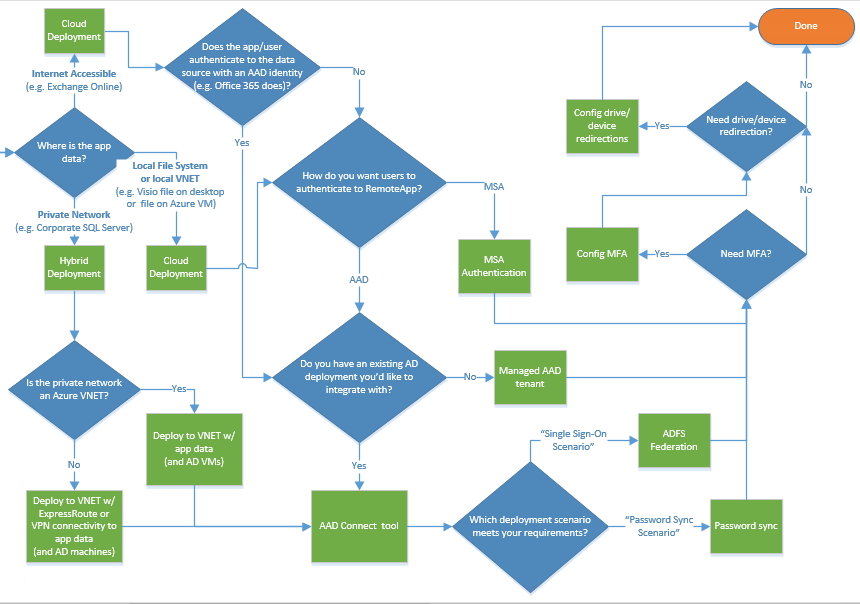 Cloud
Deployment
Internet Accessible
(e.g. Exchange Online)
Where is the app
data?
Local File System
or local VNET
(e.g. Visio file on desktop
or file on Azure VM)
Private Network
(e.g. Corporate SQL Server)
Hybrid
Deployment
Cloud
Deployment
Is the private network
an Azure VNET?
Yes
No
Deploy to VNET w/
app data
(and AD VMs)
Deploy to VNET w/
ExpressRoute or
VPN connectivity to
app data
(and AD machines)
Does the app/user
authenticate to the data
source with an AAD identity
(e.g. Office 365 does)?
No
Yes
How do you want users to
authenticate to RemoteApp?
MSA
AAD
MSA
Authentication
Do you have an existing AD
deployment you'd like to
integrate with?
No
Managed AAD
tenant
Yes
AAD Connect tool
Which deployment scenario
meets your requirements?
"Single Sign-On
Scenario"
ADFS
Federation
"Password Sync
Scenario"
Password sync
Need MFA?
Yes
Config MFA
No
Need drive/device
redirection?
Yes
Config drive/
device
redirections
No
Done